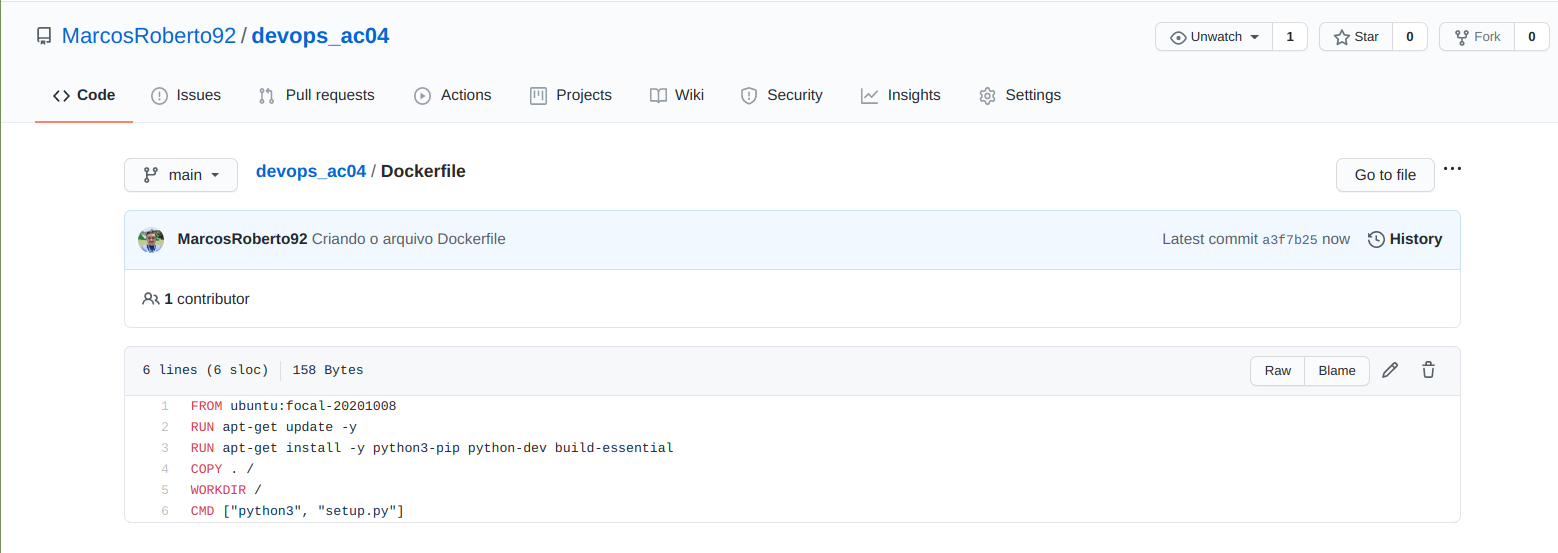 MarcosRoberto92 / devops_ac04
Unwatch 1 Star 0 Fork 0
Code Issues Pull requests Actions Projects Wiki Security Insights Settings
main devops_ac04 / Dockerfile Go to file ...
MarcosRoberto92 Criando o arquivo Dockerfile Latest commit a3f7b25 now History
1 contributor
6 lines (6 sloc) 158 Bytes Raw Blame
1 FROM ubuntu:focal-20201008
2 RUN apt-get update -y
3 RUN apt-get install -y python3-pip python-dev build-essential
4 COPY . /
5 WORKDIR /
6 CMD ["python3", "setup.py"]